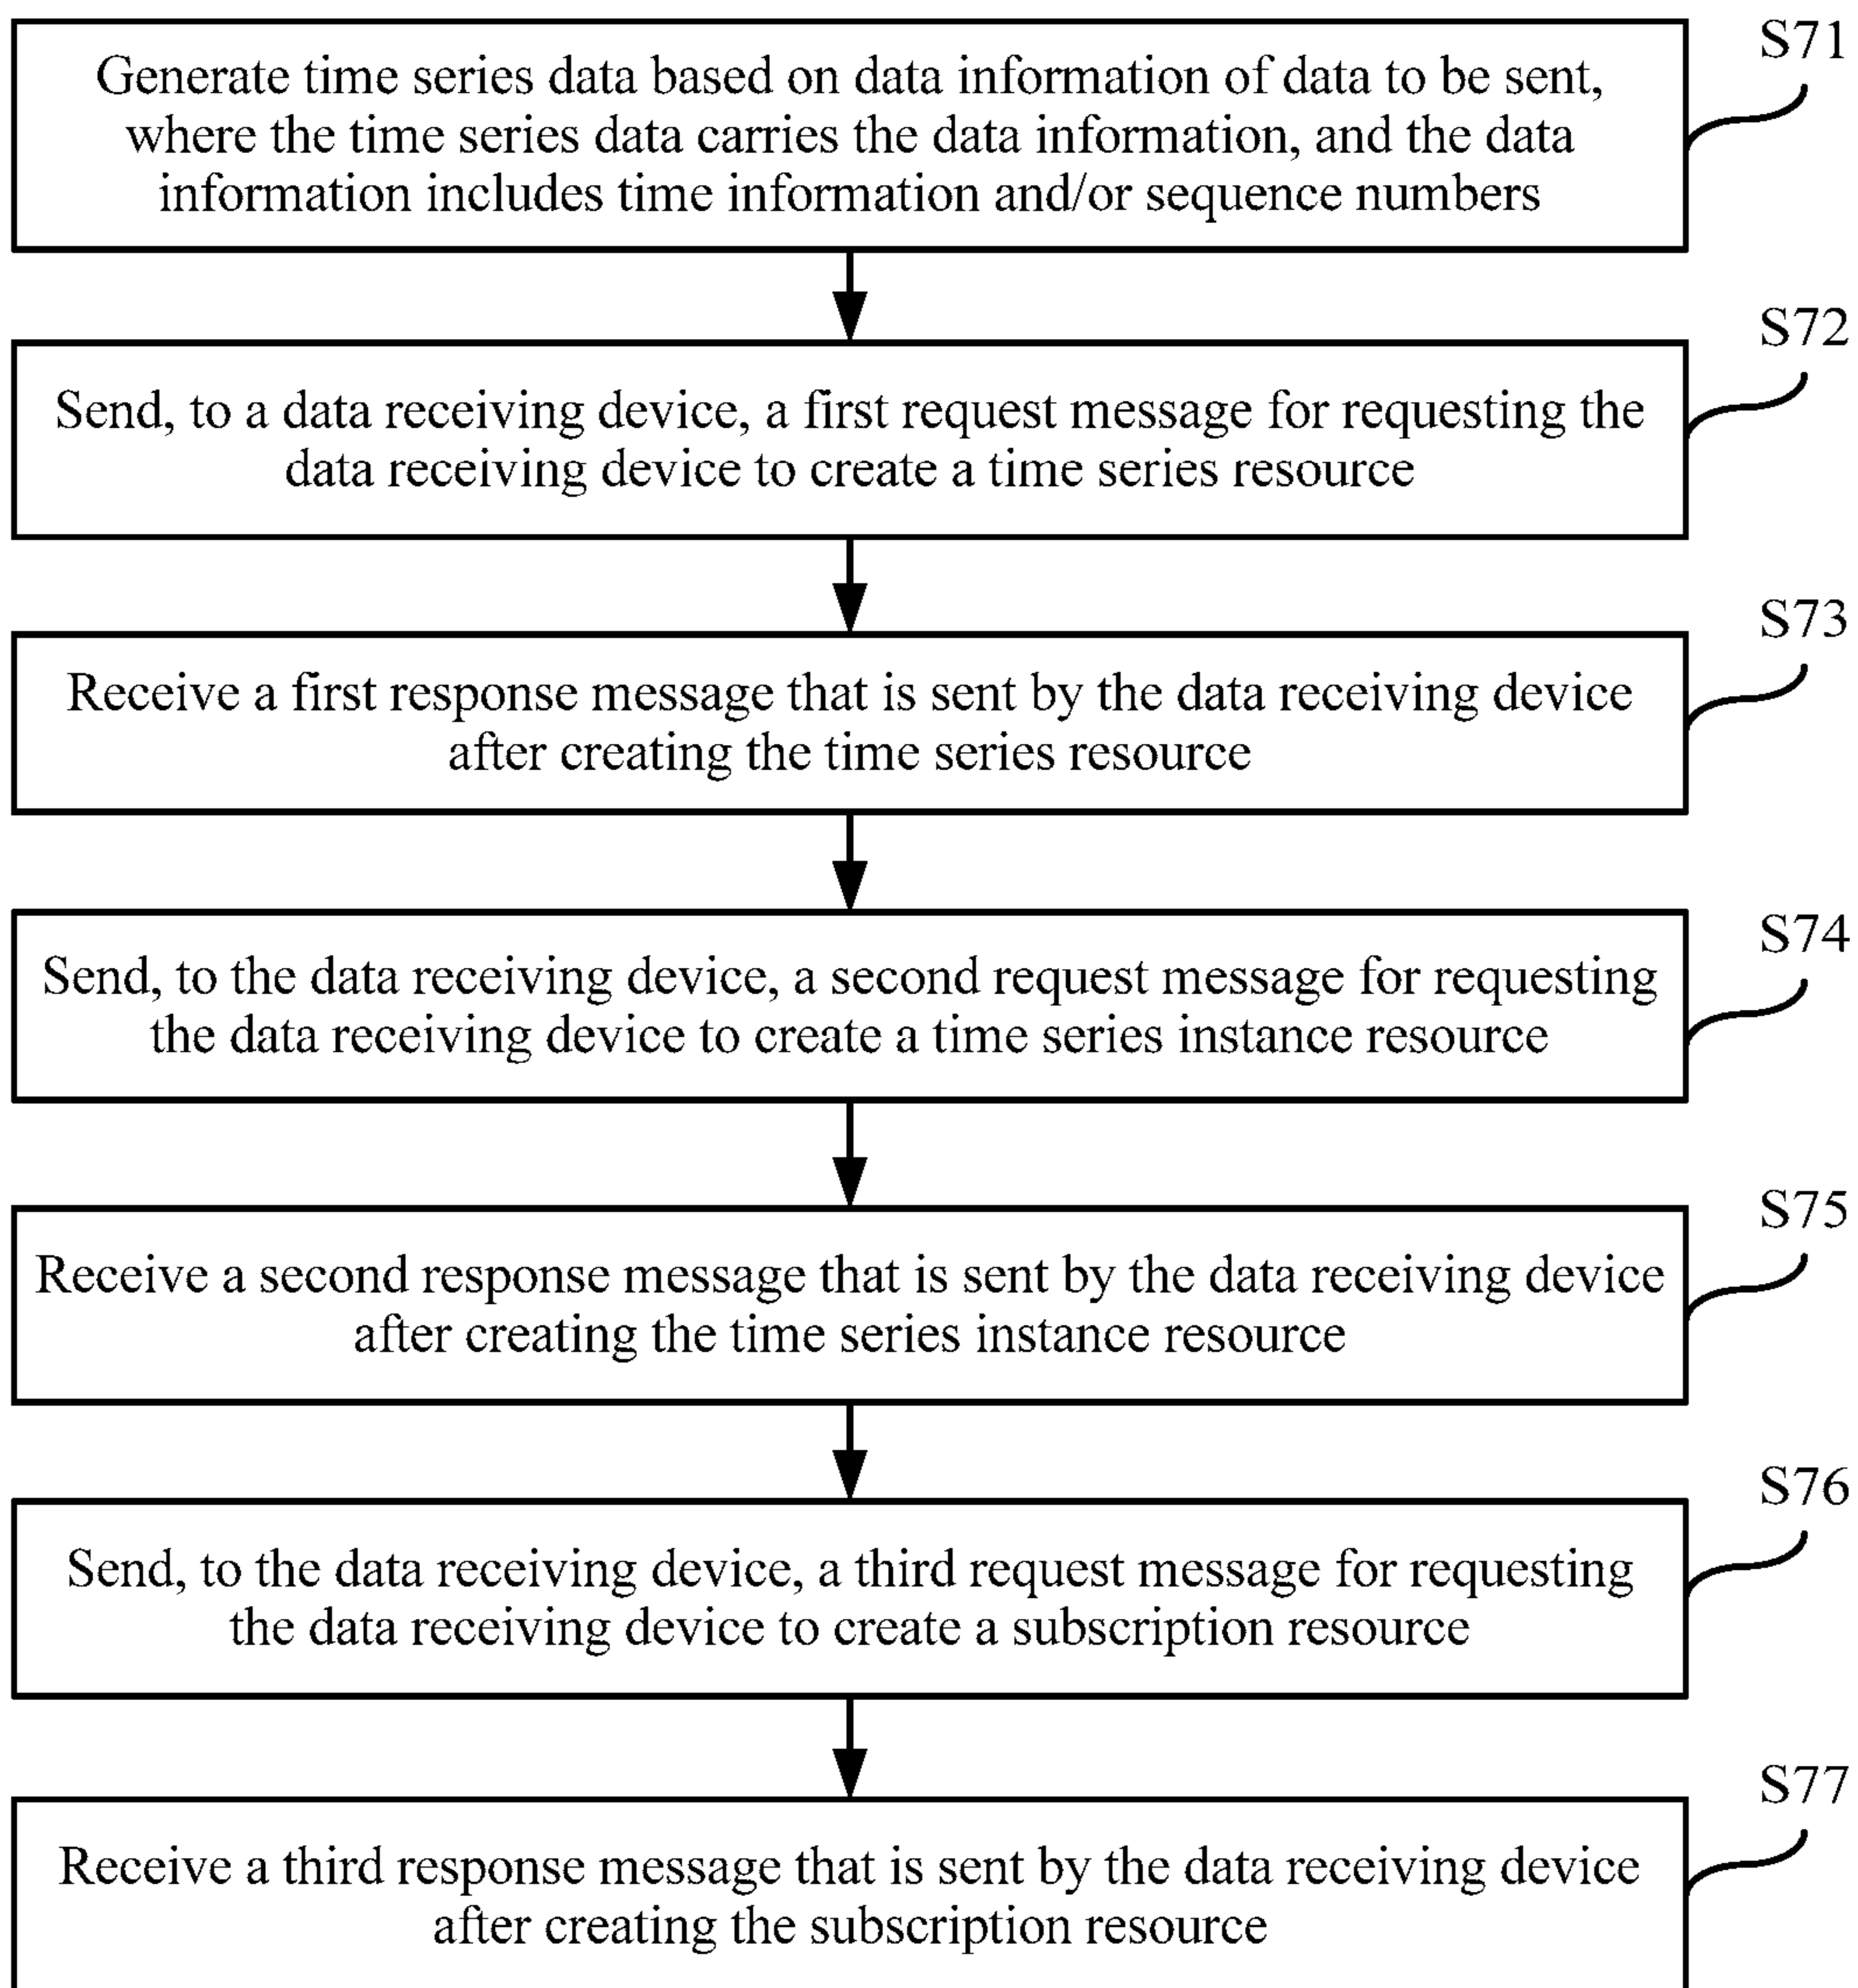 S71
Generate time series data based on data information of data to be sent,
where the time series data carries the data information, and the data
information includes time information and/or sequence numbers
S72
Send, to a data receiving device, a first request message for requesting the
data receiving device to create a time series resource
S73
Receive a first response message that is sent by the data receiving device
after creating the time series resource
S74
Send, to the data receiving device, a second request message for requesting
the data receiving device to create a time series instance resource
S75
Receive a second response message that is sent by the data receiving device
after creating the time series instance resource
S76
Send, to the data receiving device, a third request message for requesting
the data receiving device to create a subscription resource
S77
Receive a third response message that is sent by the data receiving device
after creating the subscription resource